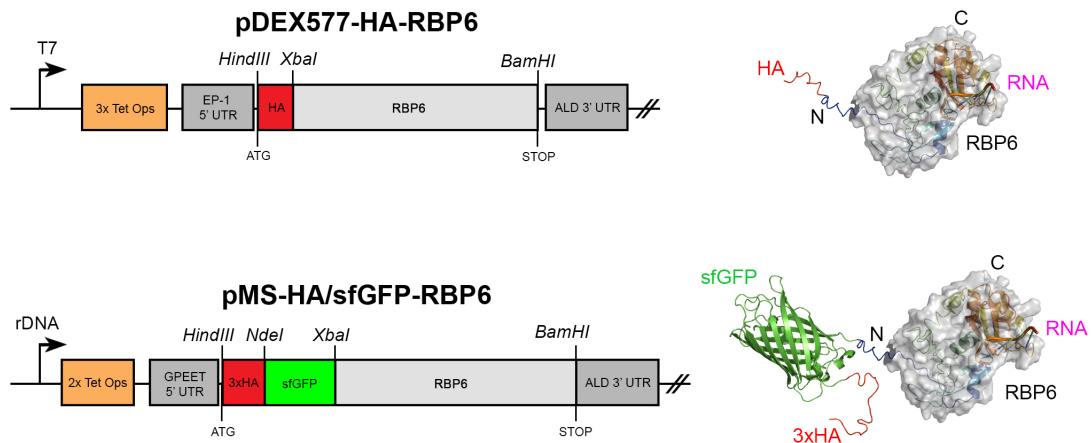 pDEX577-HA-RBP6
T7
HindIII
XbaI
BamHI
3x Tet Ops
EP-1
5' UTR
HA
RBP6
ALD 3' UTR
ATG
STOP
HA
N
C
RNA
RBP6
pMS-HA/sfGFP-RBP6
rDNA
HindIII
NdeI
XbaI
BamHI
2x Tet Ops
GPEET
5' UTR
3xHA
sfGFP
RBP6
ALD 3' UTR
ATG
STOP
sfGFP
N
C
RNA
RBP6
3xHA